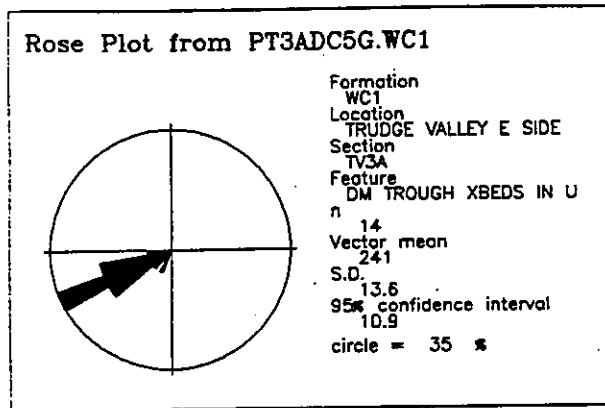 Rose Plot from PT3ADC5G.WC1
Formation
WC1
Location
TRUDGE VALLEY E SIDE
Section
TV3A
Feature
DM TROUGH XBEDS IN U
n
14
Vector mean
241
S.D.
13.6
95% confidence interval
10.9
circle = 35 %